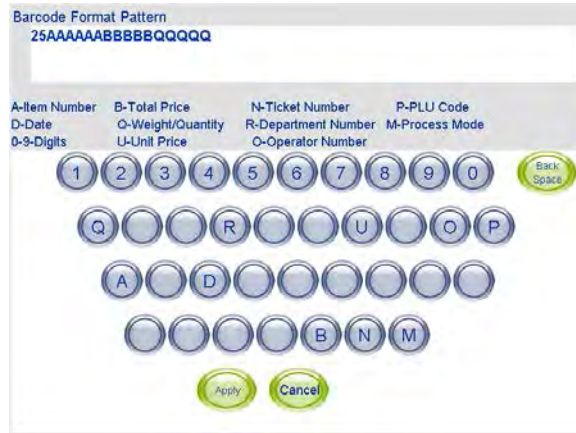 Barcode Format Pattern
25AAAAAABBBBBQQQQQ
A-Item Number B-Total Price N-Ticket Number P-PLU Code
D-Date Q-Weight/Quantity R-Department Number M-Process Mode
0-9-Digits U-Unit Price O-Operator Number
1 2 3 4 5 6 7 8 9 0 Back
Space
Q R U O P
A D
B N M
Apply Cancel